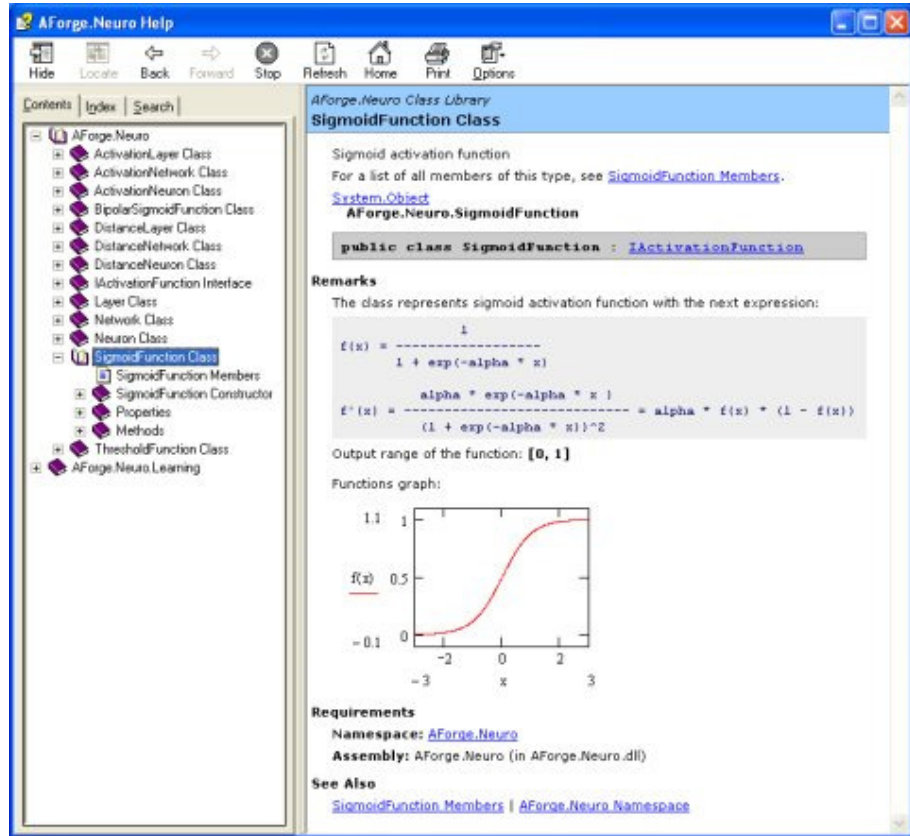 AForge.Neuro Help
Hide Locate Back Forward Stop Refresh Home Print Options
Contents Index Search
AForge.Neuro
ActivationLayer Class
ActivationNetwork Class
ActivationNeuron Class
BipolarSigmoidFunction Class
DistanceLayer Class
DistanceNetwork Class
DistanceNeuron Class
IActivationFunction Interface
Layer Class
Network Class
Neuron Class
SigmoidFunction Class
SigmoidFunction Members
SigmoidFunction Constructor
Properties
Methods
ThresholdFunction Class
AForge.Neuro.Learning
AForge.Neuro Class Library
SigmoidFunction Class
Sigmoid activation function
For a list of all members of this type, see SigmoidFunction Members.
System.Object
AForge.Neuro.SigmoidFunction
public class SigmoidFunction : IActivationFunction
Remarks
The class represents sigmoid activation function with the next expression:
1
f(x) = ------------------
1 + exp(-alpha * x)
alpha * exp(-alpha * x )
f'(x) = ---------------------------- = alpha * f(x) * (1 - f(x))
(1 + exp(-alpha * x))^2
Output range of the function: [0, 1]
Functions graph:
1.1 1
f(x) 0.5
-0.1 0
-2 0 2
-3 x 3
Requirements
Namespace: AForge.Neuro
Assembly: AForge.Neuro (in AForge.Neuro.dll)
See Also
SigmoidFunction Members | AForge.Neuro Namespace